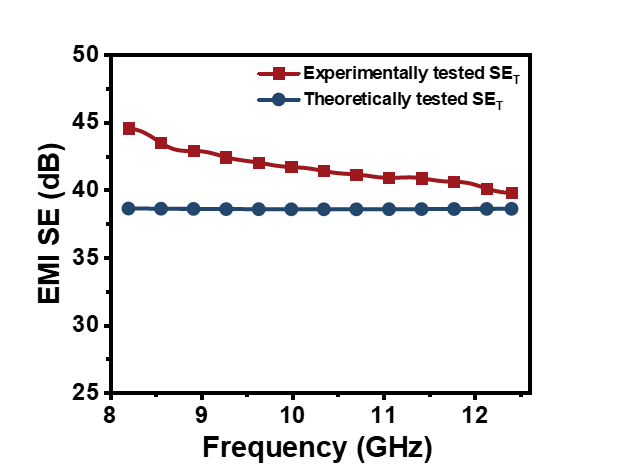 50
45
40
35
30
25
EMI SE (dB)
Experimentally tested SET
Theoretically tested SET
8 9 10 11 12
Frequency (GHz)